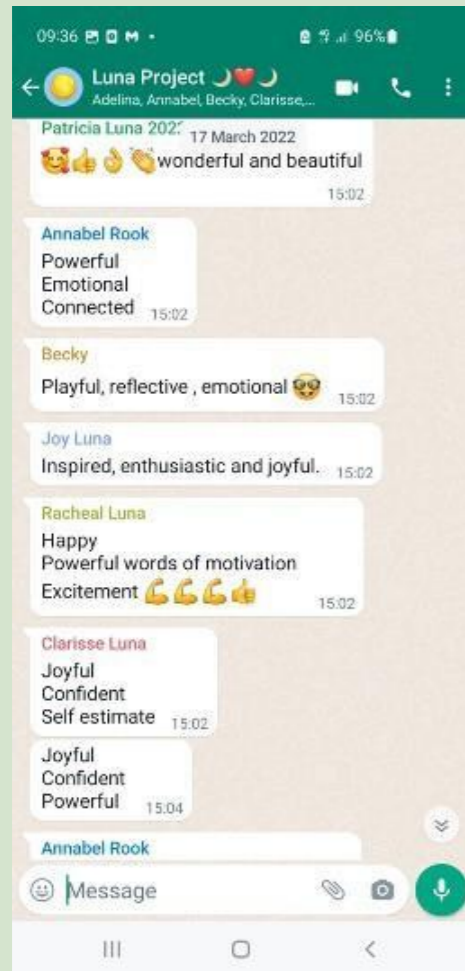 09:36
96%
Luna Project 🌙❤️🌙
Adelina, Annabel, Becky, Clarisse,...
Patricia Luna 202
17 March 2022
🥰👍👌👏wonderful and beautiful
15:02
Annabel Rook
Powerful
Emotional
Connected 15:02
Becky
Playful, reflective , emotional 🥸
15:02
Joy Luna
Inspired, enthusiastic and joyful. 15:02
Racheal Luna
Happy
Powerful words of motivation
Excitement 💪💪💪👍
15:02
Clarisse Luna
Joyful
Confident
Self estimate 15:02
Joyful
Confident
Powerful 15:04
Annabel Rook
Message